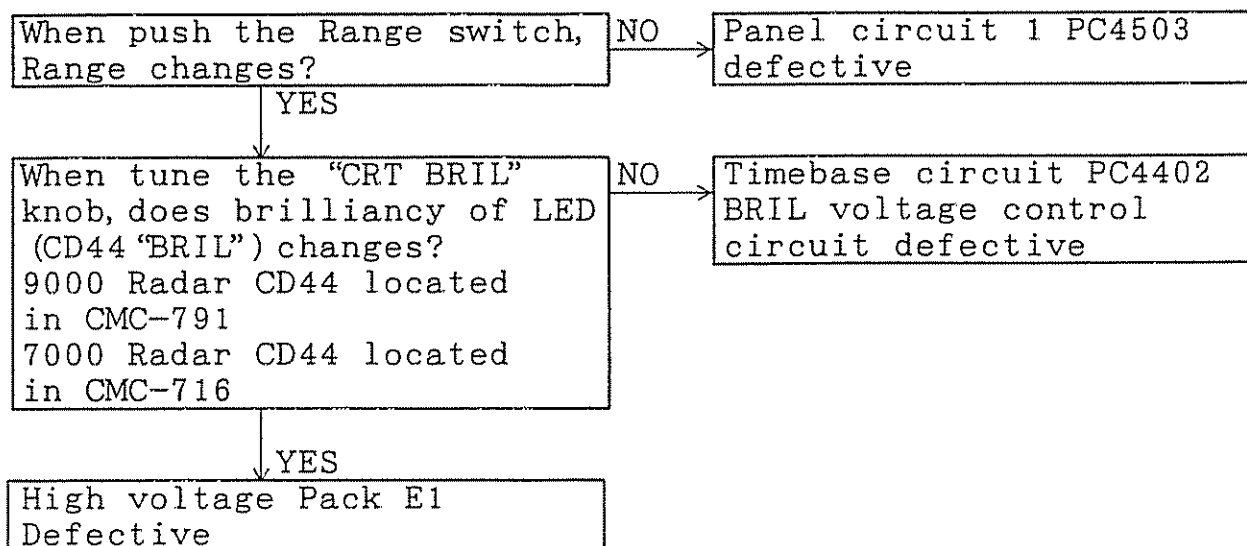 When push the Range switch,
Range changes?
NO
Panel circuit 1 PC4503
defective
YES
When tune the “CRT BRIL”
knob, does brilliancy of LED
(CD44 “BRIL”) changes?
9000 Radar CD44 located
in CMC-791
7000 Radar CD44 located
in CMC-716
NO
Timebase circuit PC4402
BRIL voltage control
circuit defective
YES
High voltage Pack E1
Defective